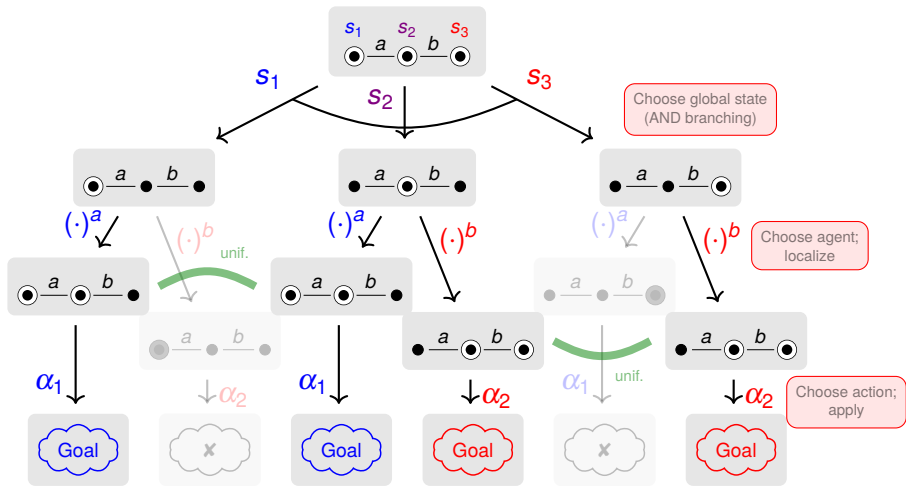 s1 s2 s3
a b
s1 s2 s3
Choose global state
(AND branching)
a b
a b
a b
(·)a (·)b (·)a (·)b (·)a (·)b
unif.
Choose agent;
localize
a b
a b
a b
a b
a b
a b
unif.
α1 α2 α1 α2 α1 α2
Choose action;
apply
Goal ✘ Goal Goal ✘ Goal